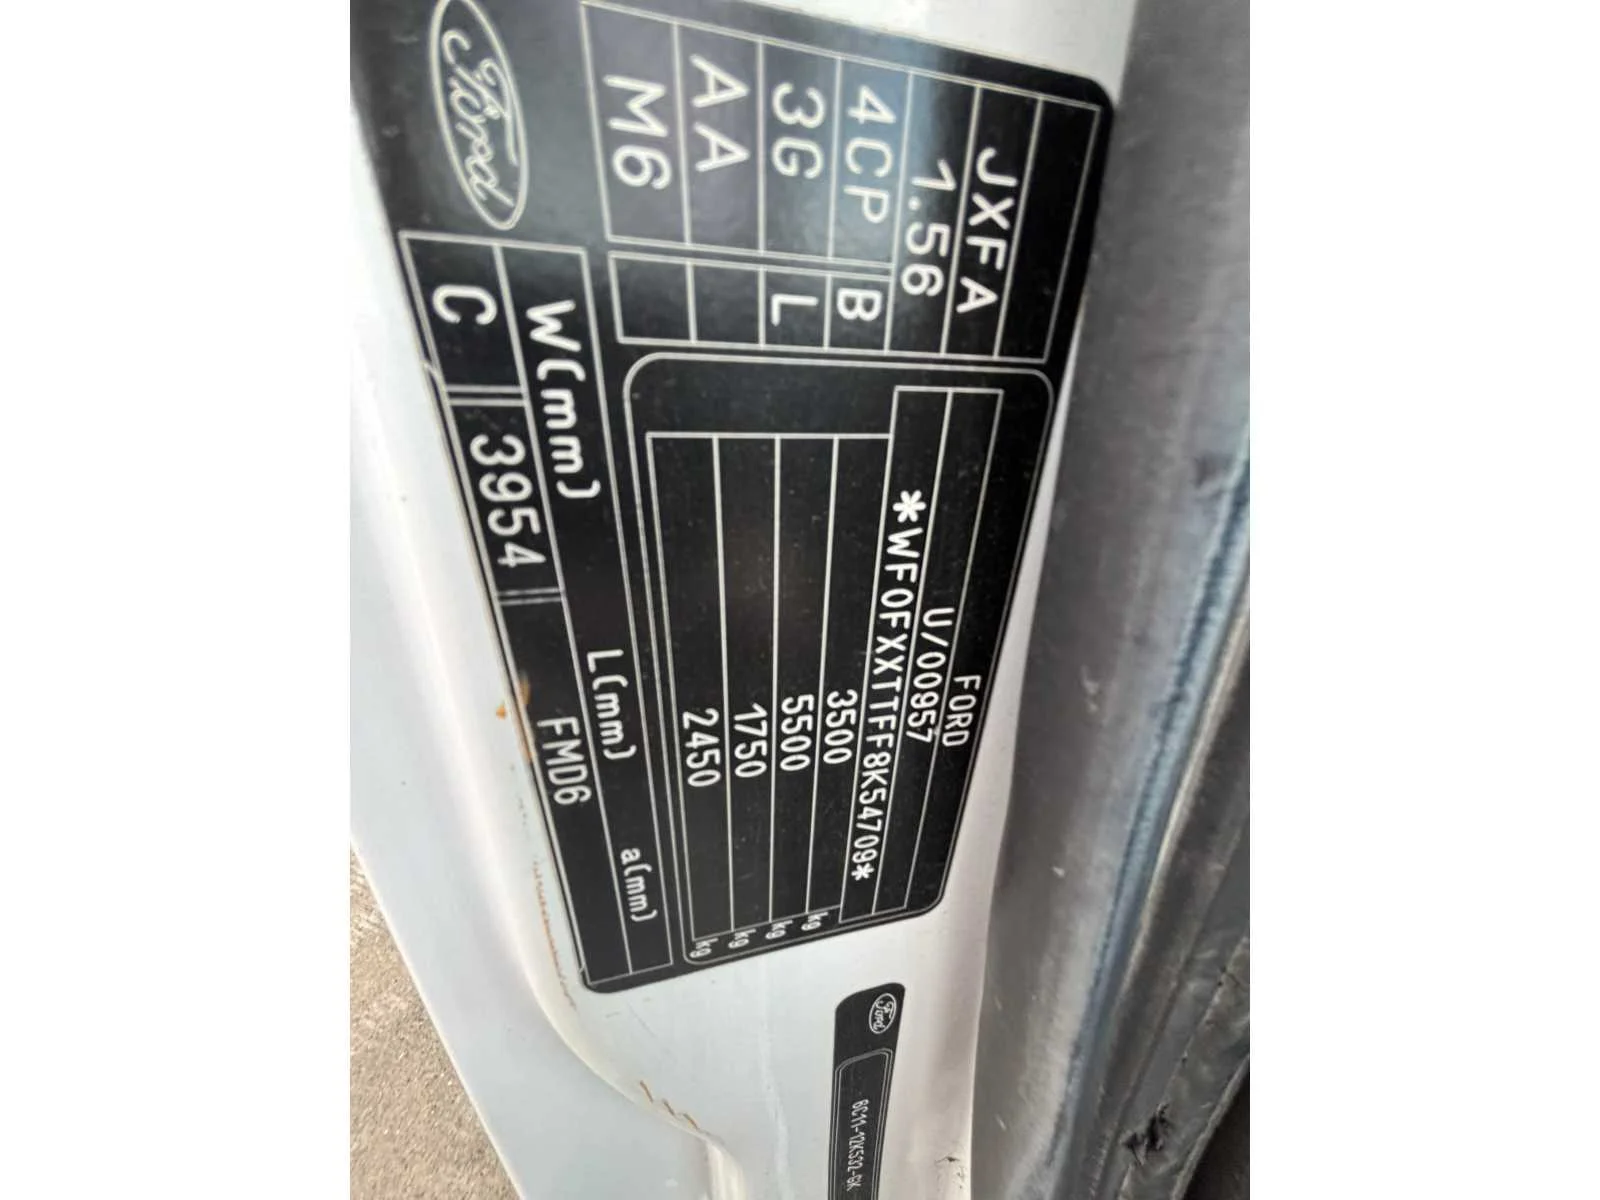 Ford
JXFA
1.56
4CP B
3G L
AA
M6
FORD
U/00957
*WF0FXXTTFF8K54709*
3500 kg
5500 kg
1750 kg
2450 kg
W(mm) L(mm) a(mm)
C 3954 FMD6
Ford